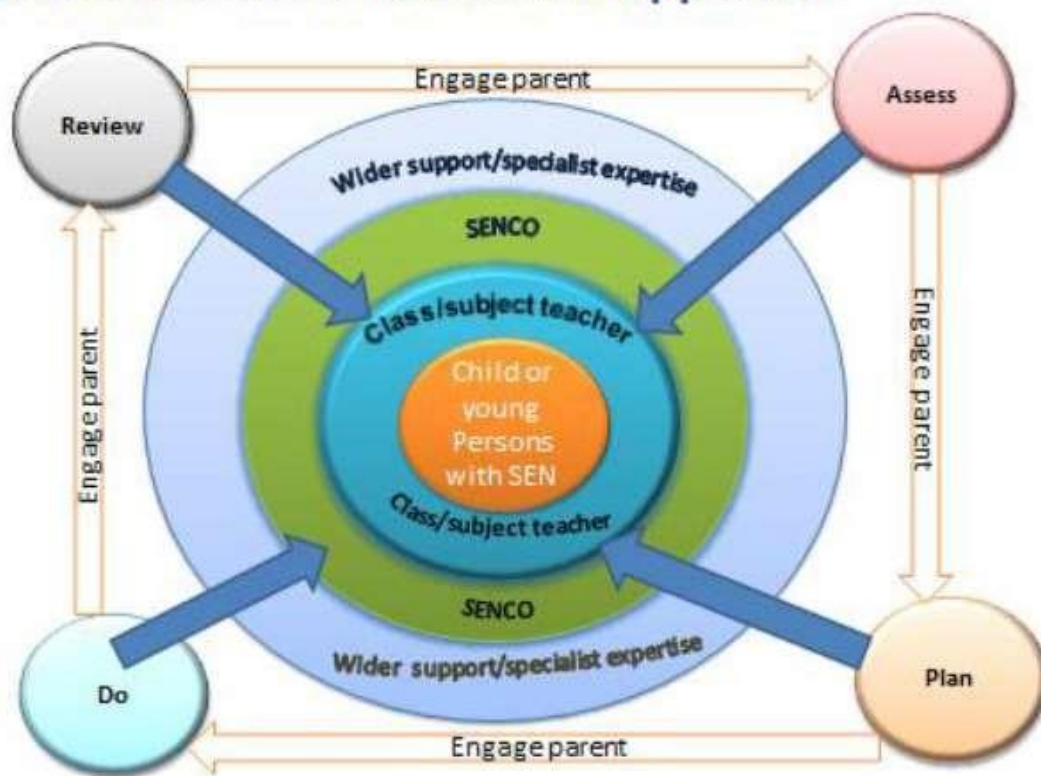 Engage parent
Review
Assess
Wider support/specialist expertise
SENCO
Class/subject teacher
Engage parent
Engage parent
Child or
young
Persons
with SEN
Class/subject teacher
SENCO
Wider support/specialist expertise
Do
Plan
Engage parent